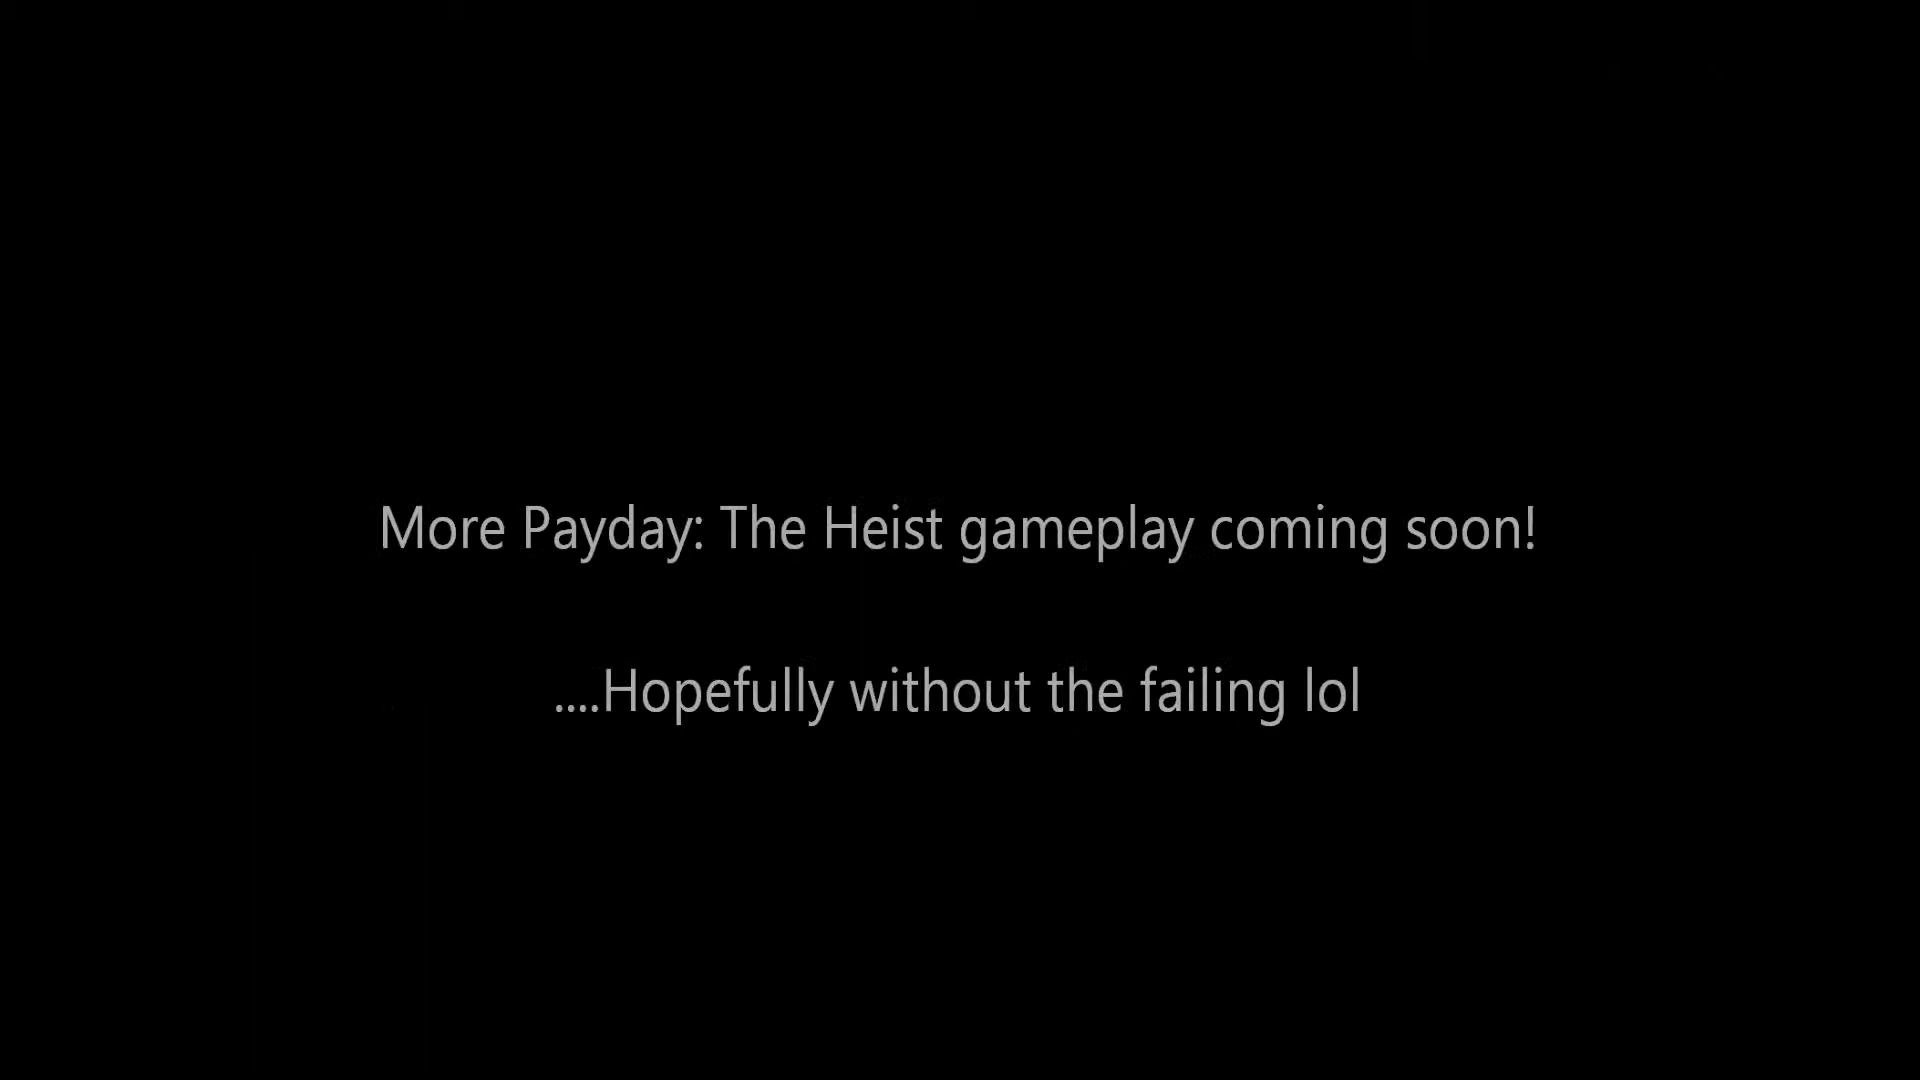 More Payday: The Heist gameplay coming soon!
....Hopefully without the failing lol